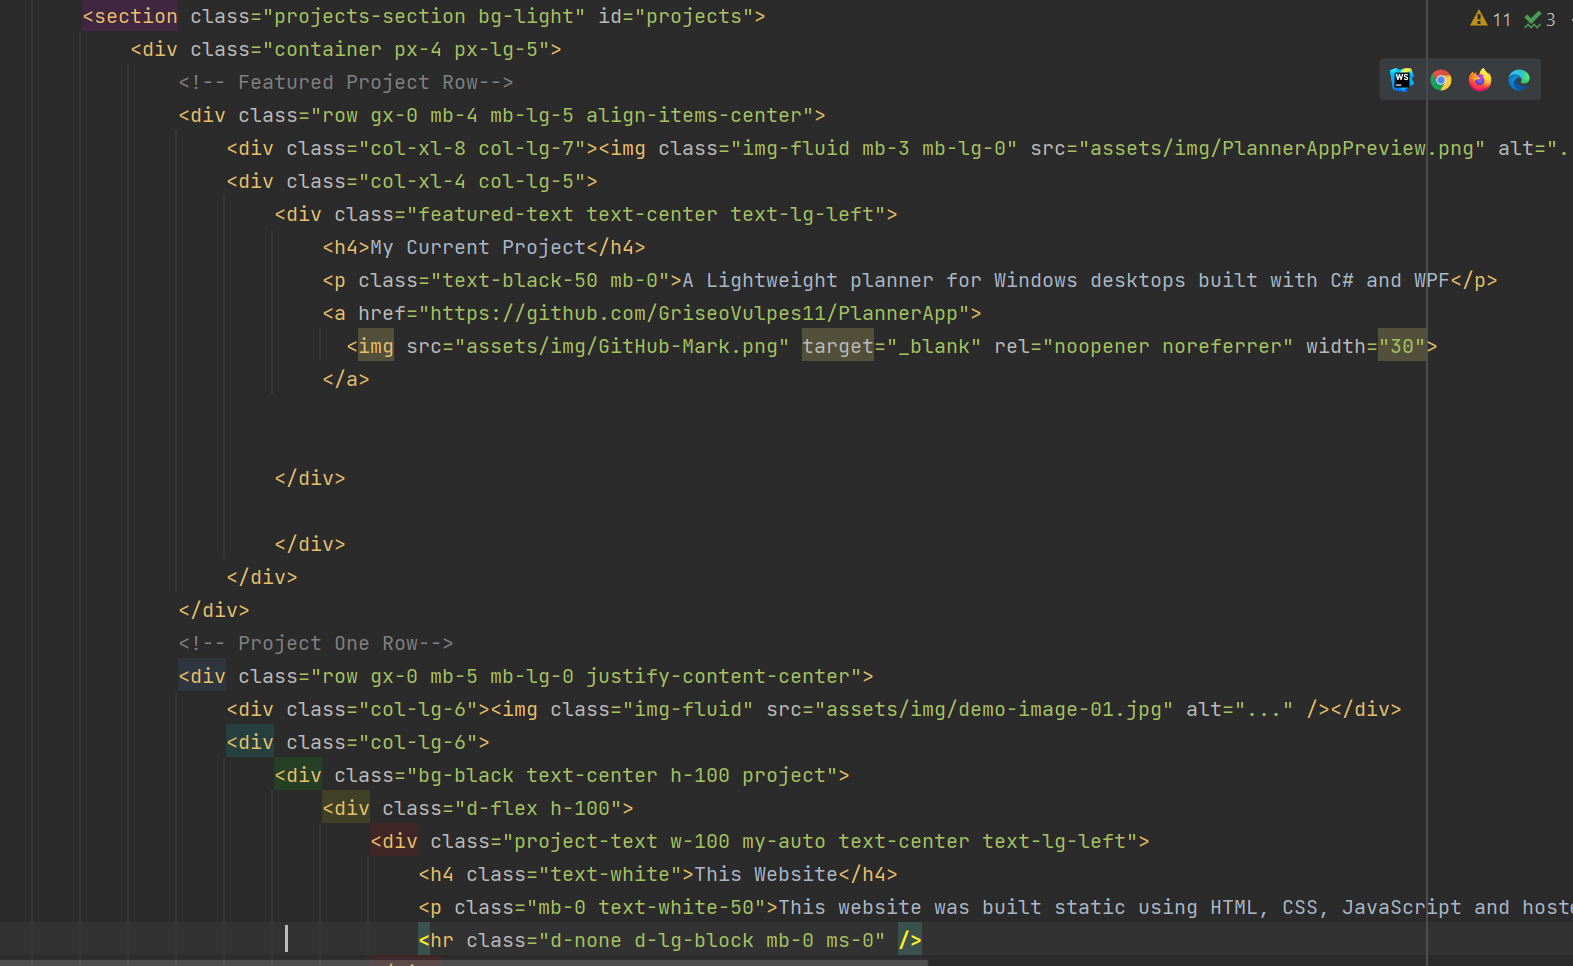 <section class="projects-section bg-light" id="projects">
11 3
<div class="container px-4 px-lg-5">
<!-- Featured Project Row-->
WS
<div class="row gx-0 mb-4 mb-lg-5 align-items-center">
<div class="col-xl-8 col-lg-7"><img class="img-fluid mb-3 mb-lg-0" src="assets/img/PlannerAppPreview.png" alt=".
<div class="col-xl-4 col-lg-5">
<div class="featured-text text-center text-lg-left">
<h4>My Current Project</h4>
<p class="text-black-50 mb-0">A Lightweight planner for Windows desktops built with C# and WPF</p>
<a href="https://github.com/GriseoVulpes11/PlannerApp">
<img src="assets/img/GitHub-Mark.png" target="_blank" rel="noopener noreferrer" width="30">
</a>
</div>
</div>
</div>
</div>
<!-- Project One Row-->
<div class="row gx-0 mb-5 mb-lg-0 justify-content-center">
<div class="col-lg-6"><img class="img-fluid" src="assets/img/demo-image-01.jpg" alt="..." /></div>
<div class="col-lg-6">
<div class="bg-black text-center h-100 project">
<div class="d-flex h-100">
<div class="project-text w-100 my-auto text-center text-lg-left">
<h4 class="text-white">This Website</h4>
<p class="mb-0 text-white-50">This website was built static using HTML, CSS, JavaScript and hoste
<hr class="d-none d-lg-block mb-0 ms-0" />